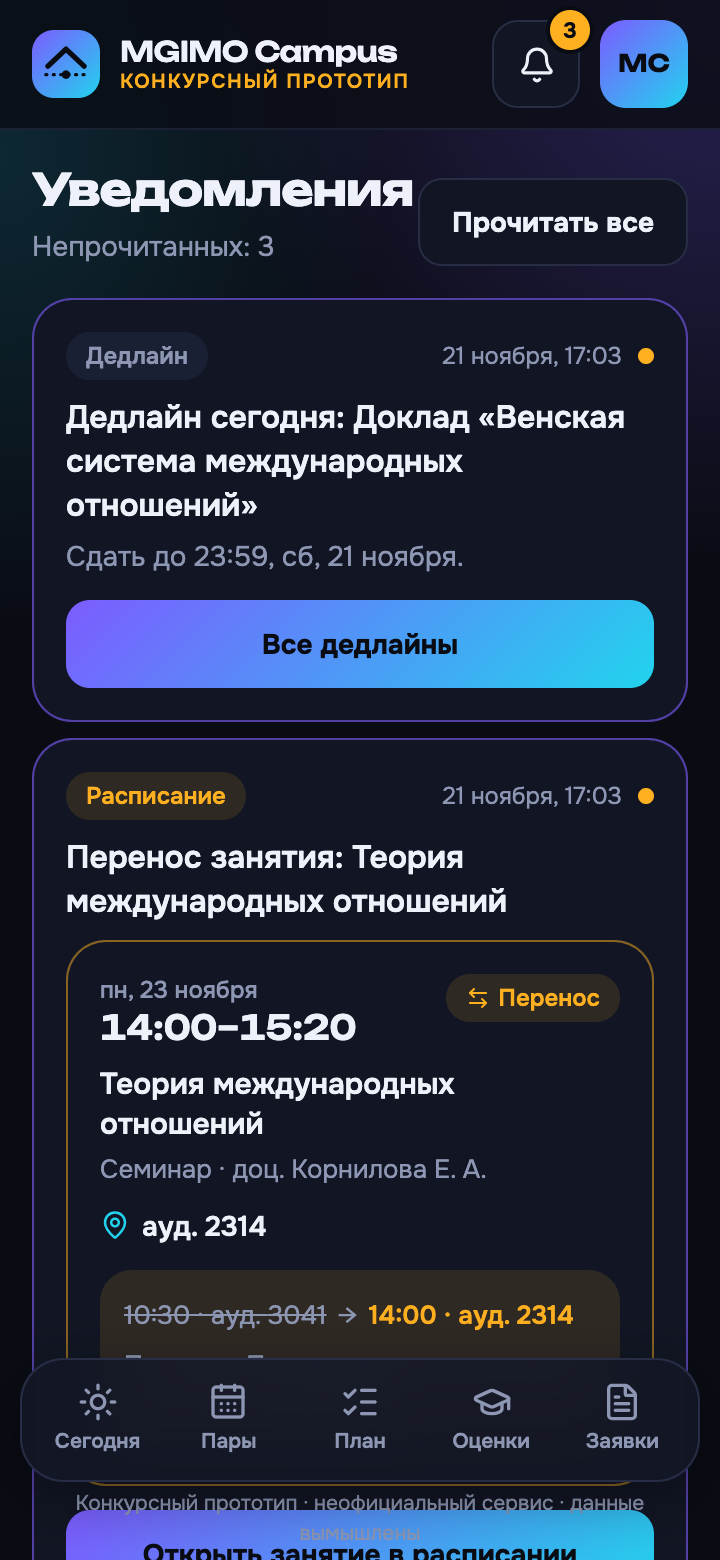 MGIMO Campus
КОНКУРСНЫЙ ПРОТОТИП
3
MC
Уведомления
Непрочитанных: 3
Прочитать все
Дедлайн
21 ноября, 17:03
Дедлайн сегодня: Доклад «Венская
система международных
отношений»
Сдать до 23:59, сб, 21 ноября.
Все дедлайны
Расписание
21 ноября, 17:03
Перенос занятия: Теория
международных отношений
пн, 23 ноября
14:00–15:20
Перенос
Теория международных
отношений
Семинар · доц. Корнилова Е. А.
ауд. 2314
10:30 · ауд. 3041 → 14:00 · ауд. 2314
Сегодня
Пары
План
Оценки
Заявки
Конкурсный прототип · неофициальный сервис · данные
вымышлены
Открыть занятие в расписании